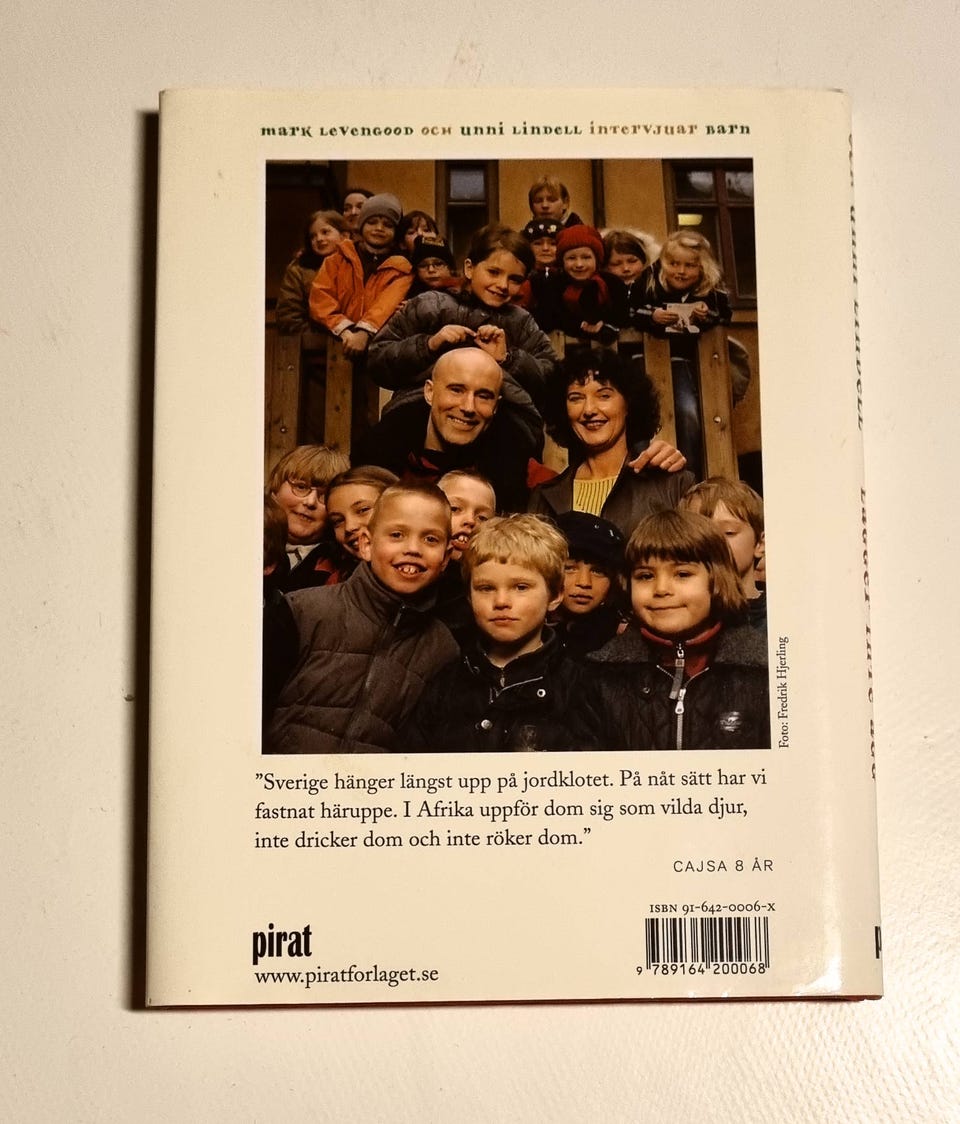 mark Levengood och unni Lindell intervjuar barn
Foto: Fredrik Hjerling
”Sverige hänger längst upp på jordklotet. På nåt sätt har vi
fastnat häruppe. I Afrika uppför dom sig som vilda djur,
inte dricker dom och inte röker dom.”
CAJSA 8 ÅR
ISBN 91-642-0006-X
pirat
www.piratforlaget.se
9 789164 200068